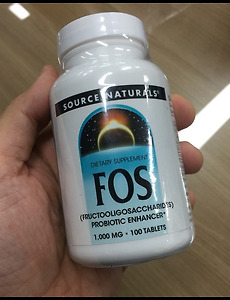 SOURCE NATURALS®
DIETARY SUPPLEMENT
FOS
(FRUCTOOLIGOSACCHARIDES)
PROBIOTIC ENHANCER*
1,000 MG • 100 TABLETS